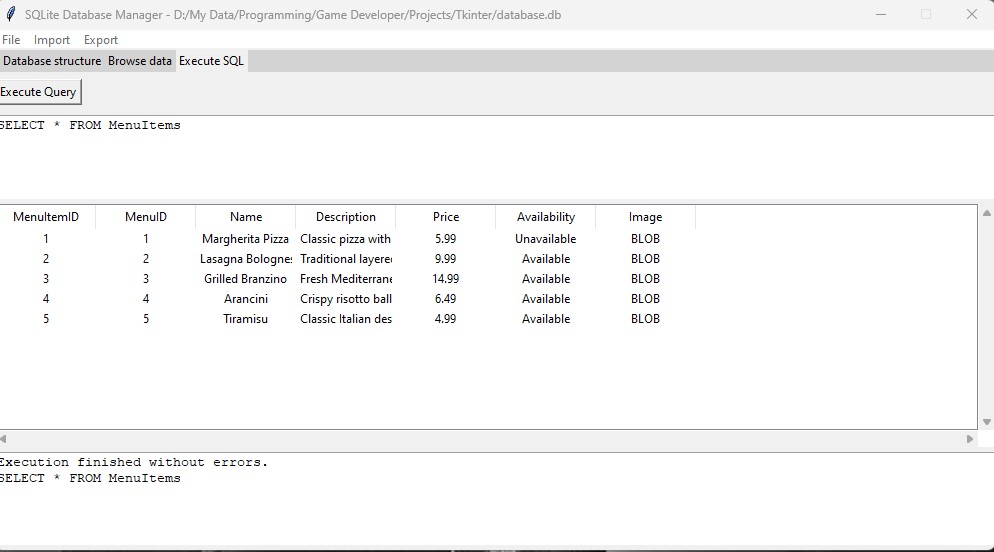 SQLite Database Manager - D:/My Data/Programming/Game Developer/Projects/Tkinter/database.db
File Import Export
Database structure Browse data Execute SQL
Execute Query
SELECT * FROM MenuItems
MenuItemID MenuID Name Description Price Availability Image
1 1 Margherita Pizza Classic pizza with 5.99 Unavailable BLOB
2 2 Lasagna Bolognes Traditional layere 9.99 Available BLOB
3 3 Grilled Branzino Fresh Mediterrane 14.99 Available BLOB
4 4 Arancini Crispy risotto ball 6.49 Available BLOB
5 5 Tiramisu Classic Italian des 4.99 Available BLOB
Execution finished without errors.
SELECT * FROM MenuItems